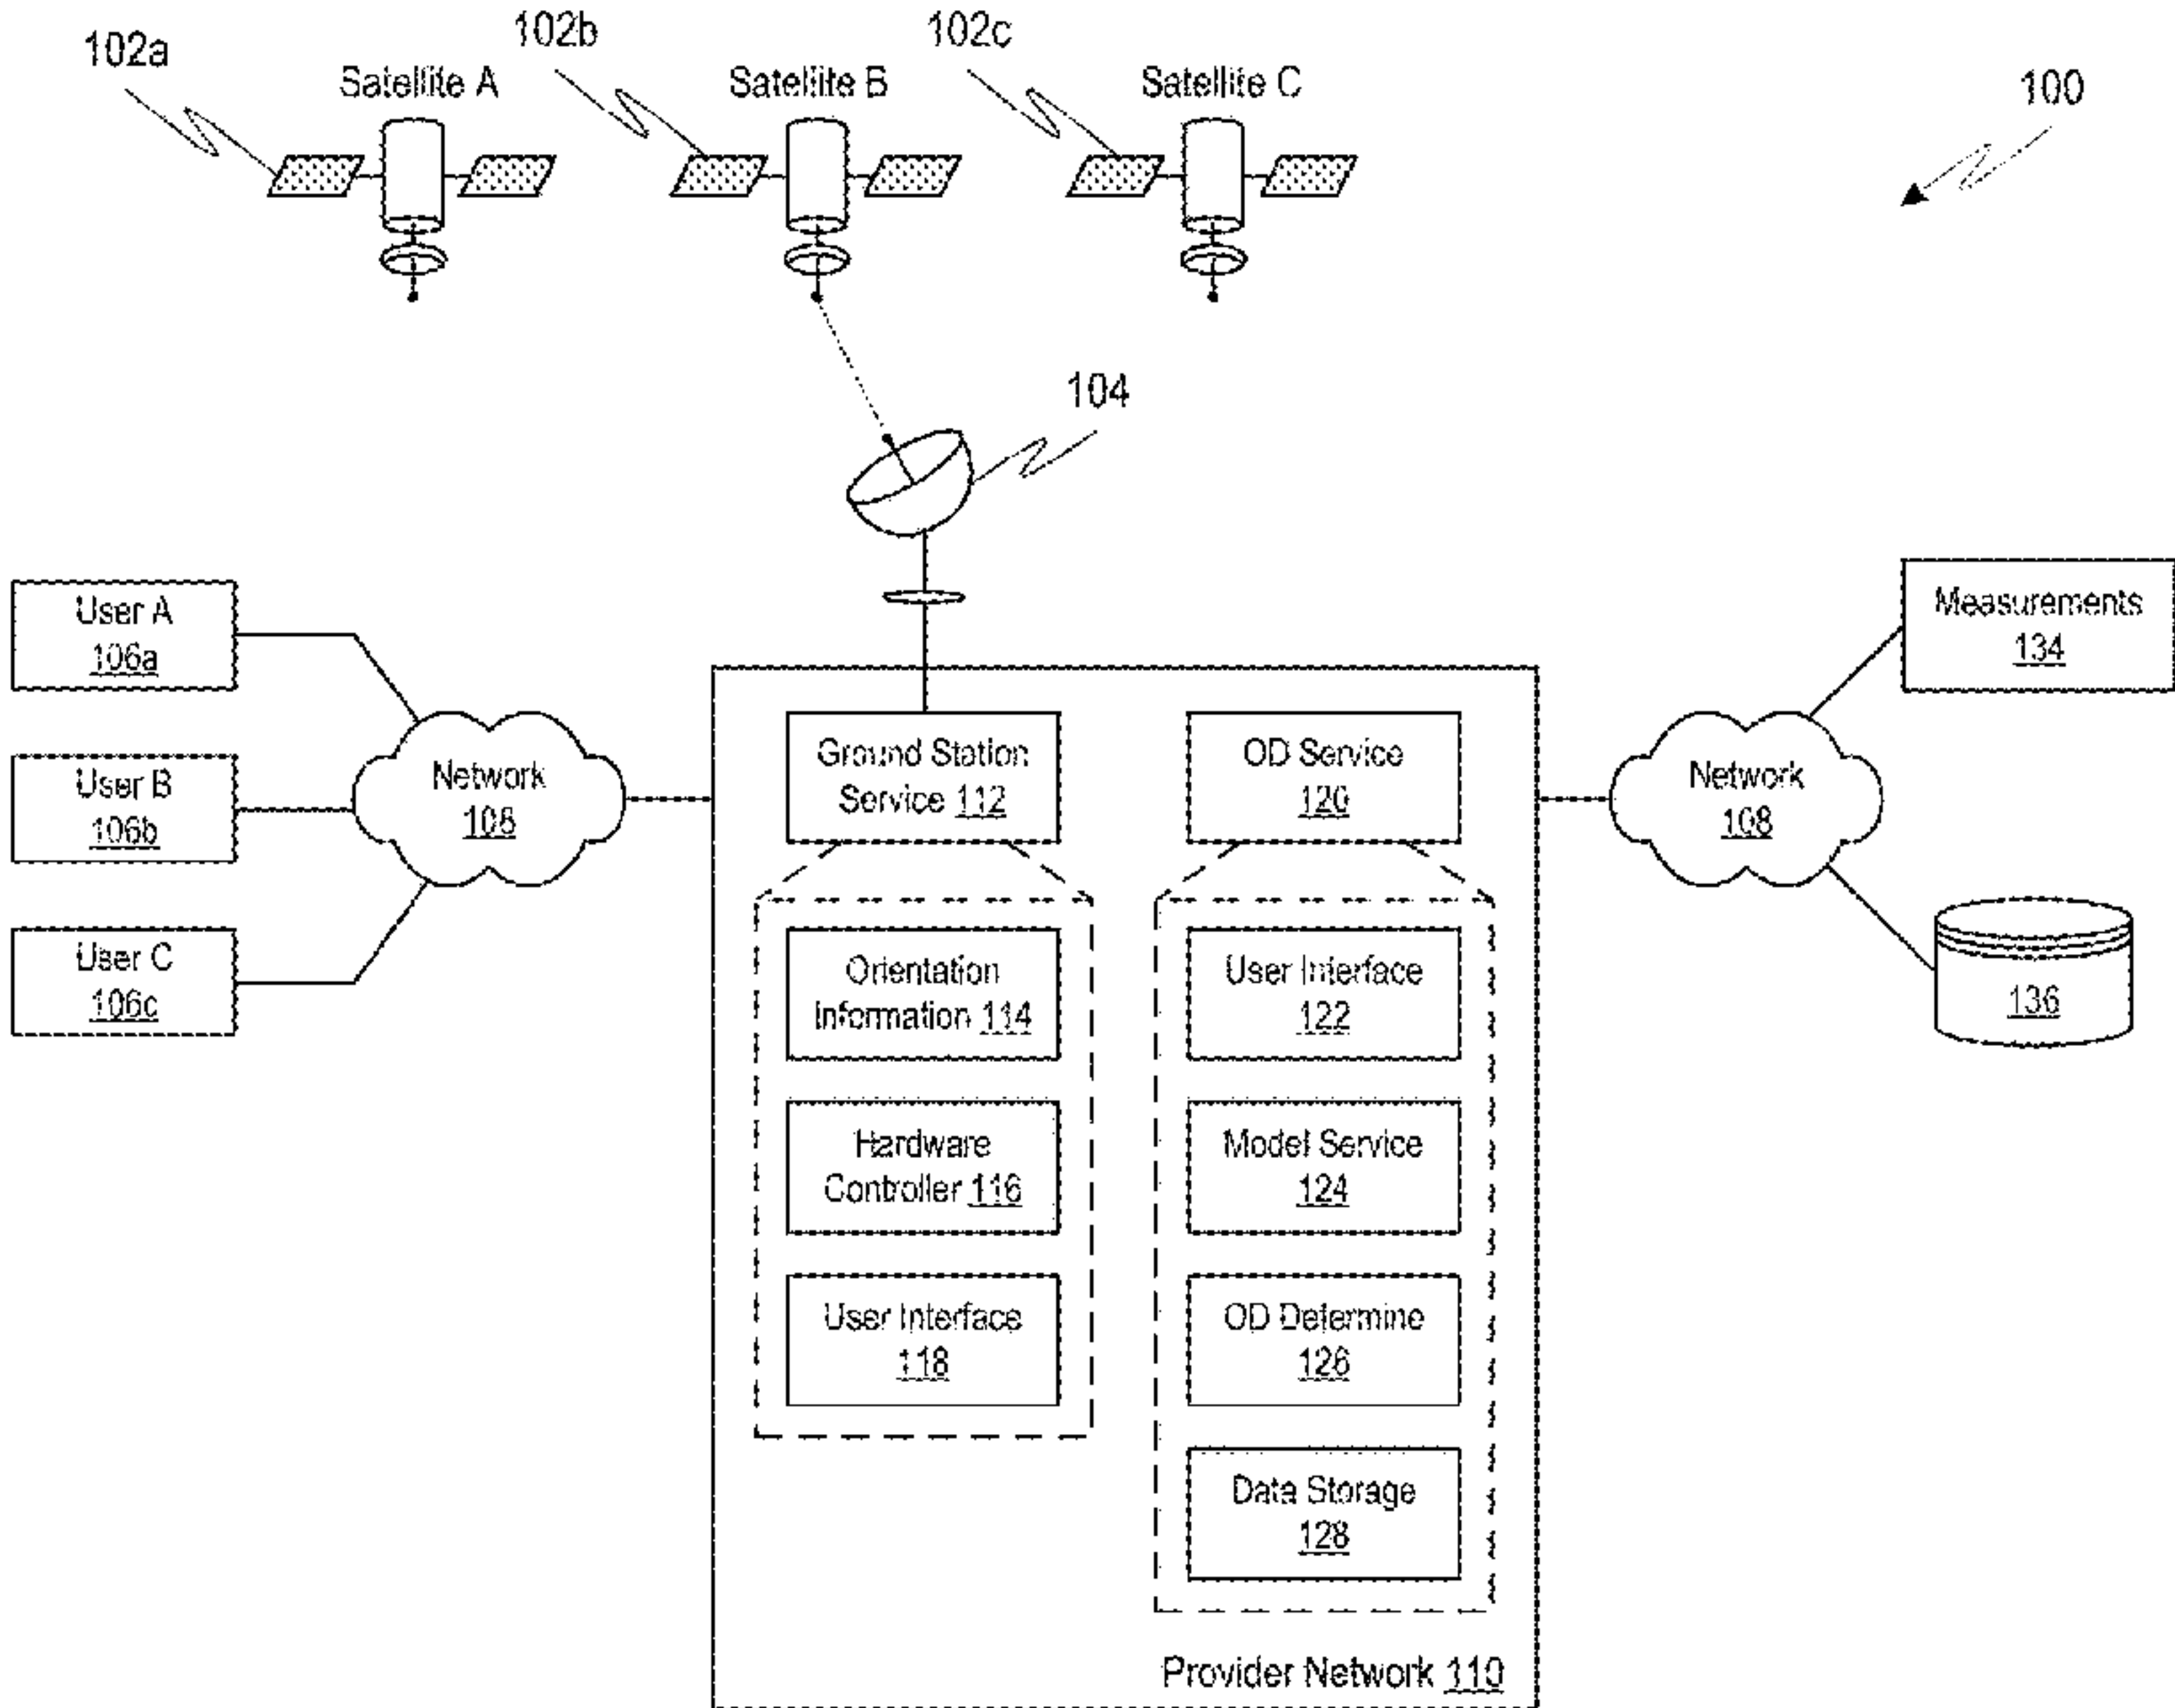 102a
102b
102c
Satellite A
Satellite B
Satellite C
100
104
User A
106a
User B
106b
User C
106c
Network
108
Ground Station
Service 112
Orientation
Information 114
Hardware
Controller 116
User Interface
118
OD Service
120
User Interface
122
Model Service
124
OD Determine
126
Data Storage
128
Provider Network 110
Network
108
Measurements
134
136